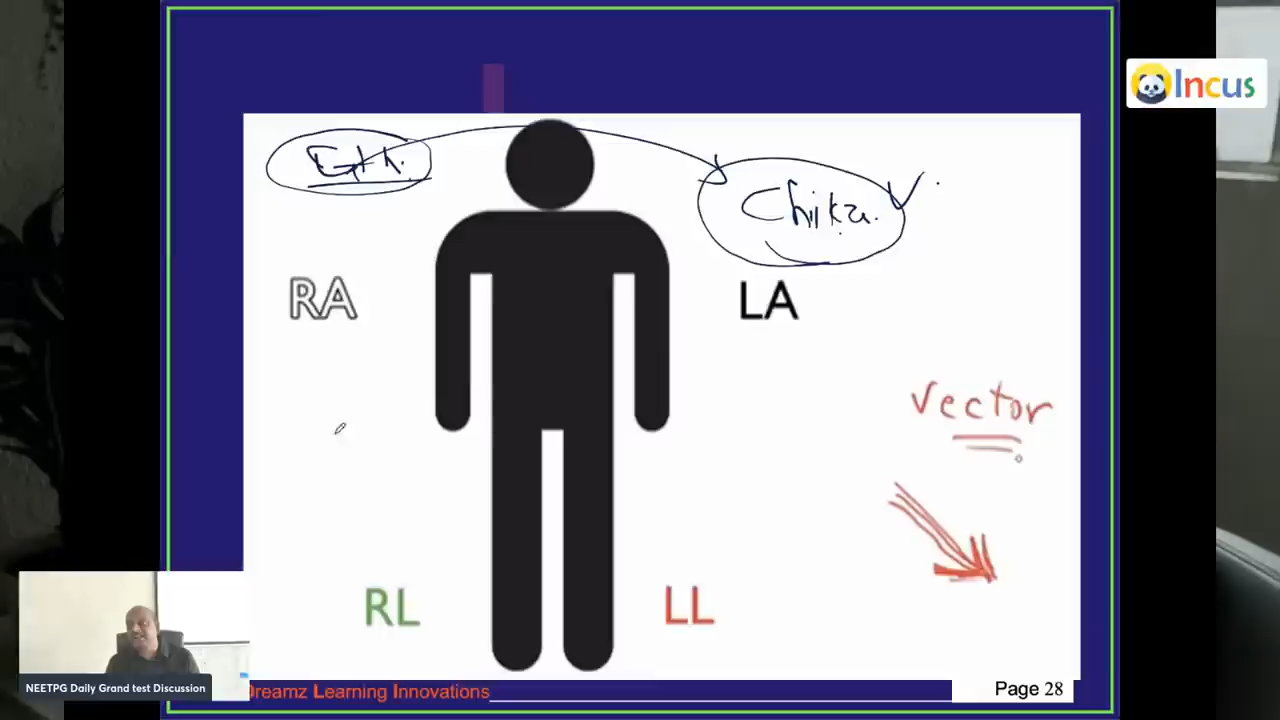 Incus
Chika.
RA
LA
vector
RL
LL
NEETPG Daily Grand test Discussion
Dreamz Learning Innovations
Page 28